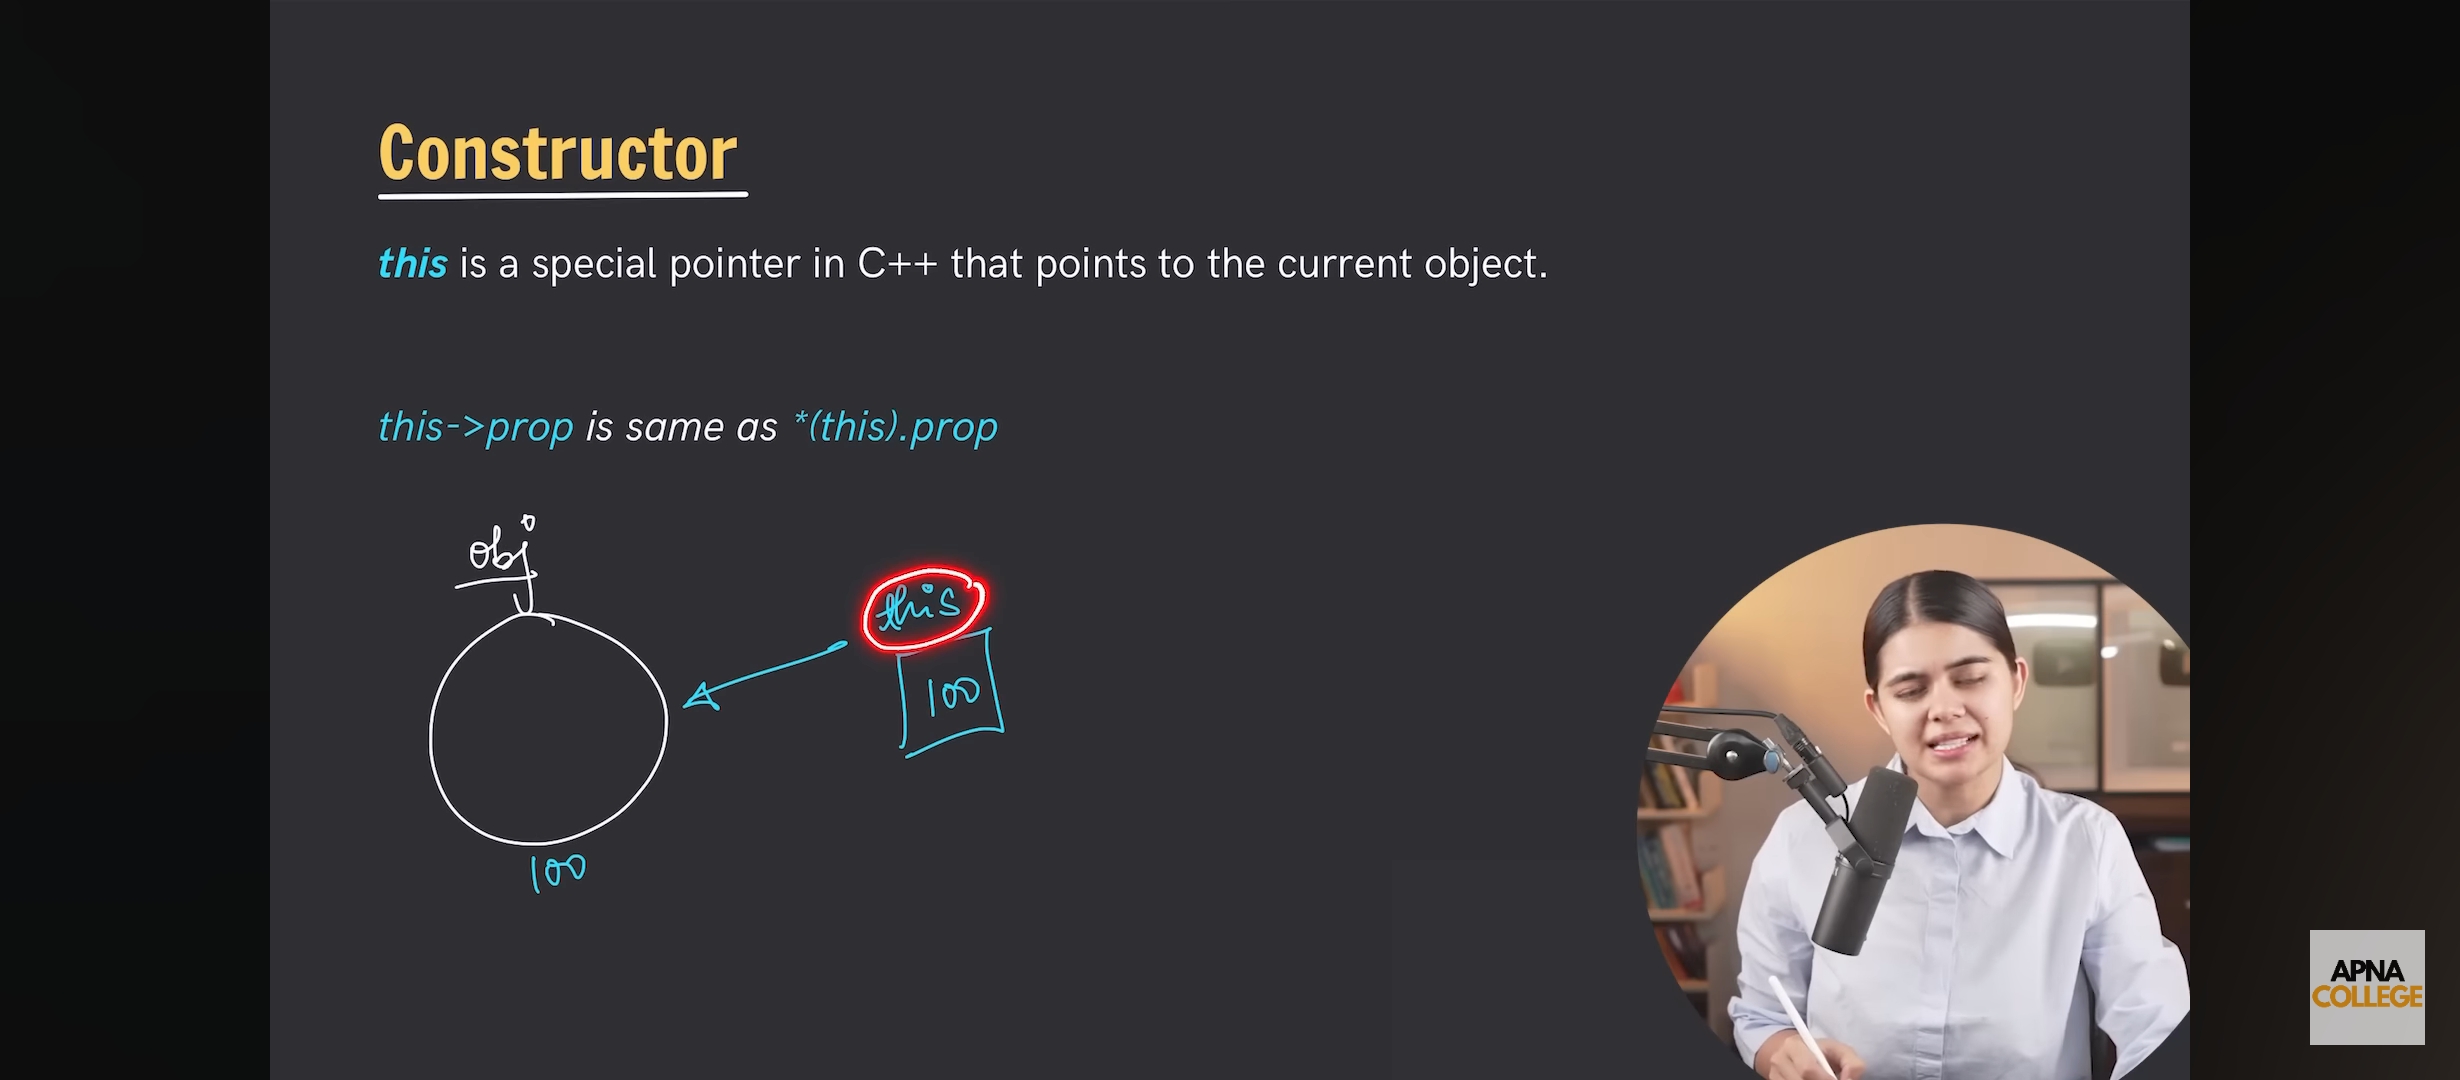 Constructor
this is a special pointer in C++ that points to the current object.
this->prop is same as *(this).prop
obj
this
100
100
APNA
COLLEGE